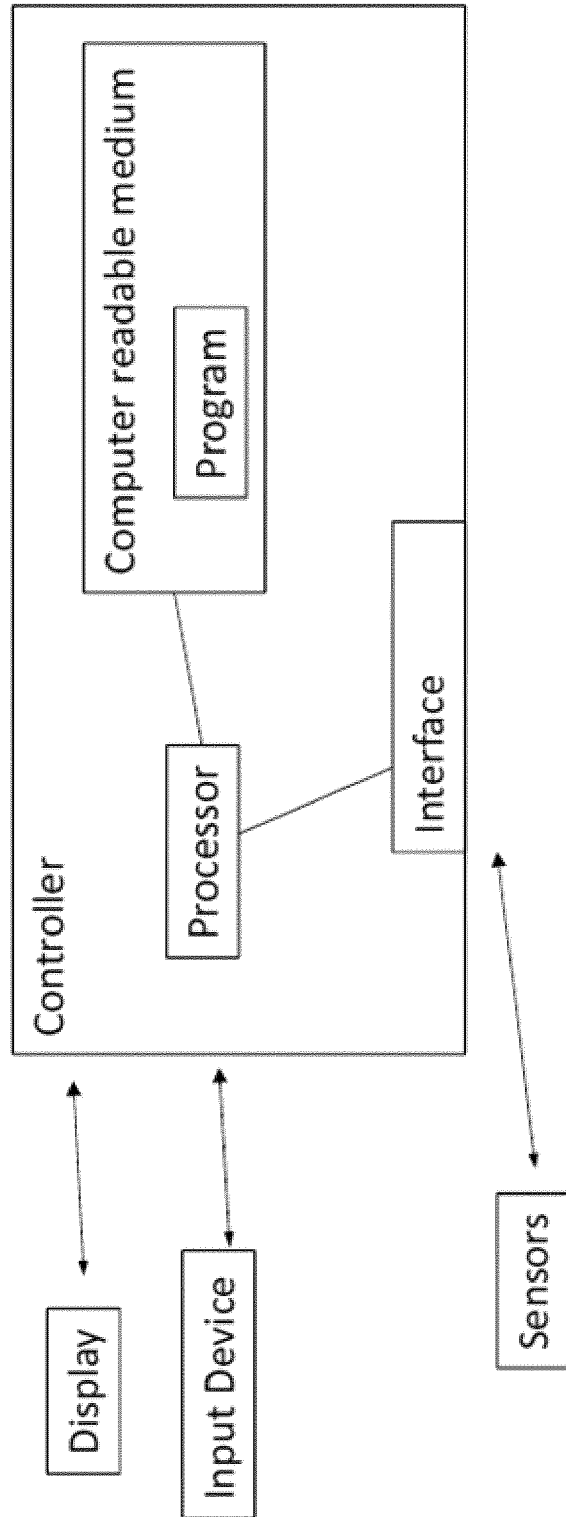 Controller
Computer readable medium
Program
Processor
Interface
Display
Input Device
Sensors